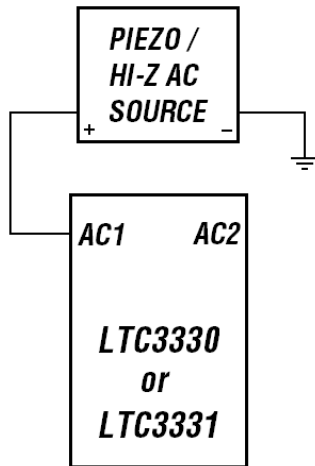 PIEZO /
HI-Z AC
SOURCE
+ –
AC1 AC2
LTC3330
or
LTC3331